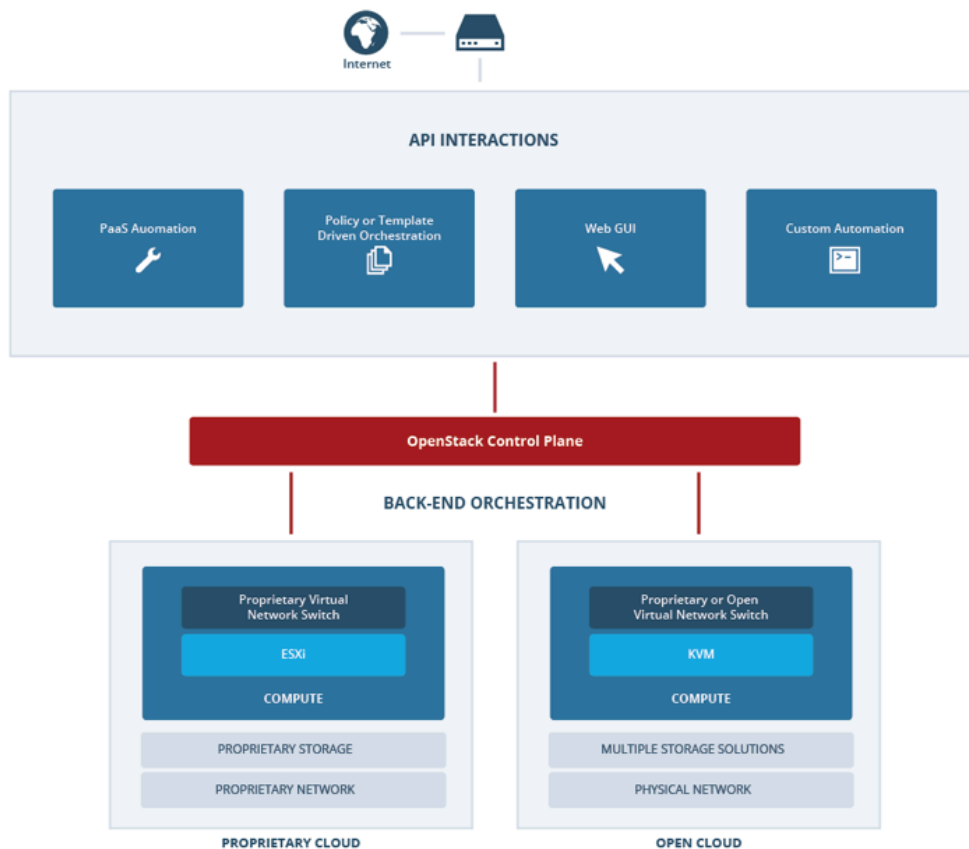 Internet
API INTERACTIONS
PaaS Auomation
Policy or Template
Driven Orchestration
Web GUI
Custom Automation
>-
OpenStack Control Plane
BACK-END ORCHESTRATION
Proprietary Virtual
Network Switch
ESXi
COMPUTE
PROPRIETARY STORAGE
PROPRIETARY NETWORK
PROPRIETARY CLOUD
Proprietary or Open
Virtual Network Switch
KVM
COMPUTE
MULTIPLE STORAGE SOLUTIONS
PHYSICAL NETWORK
OPEN CLOUD